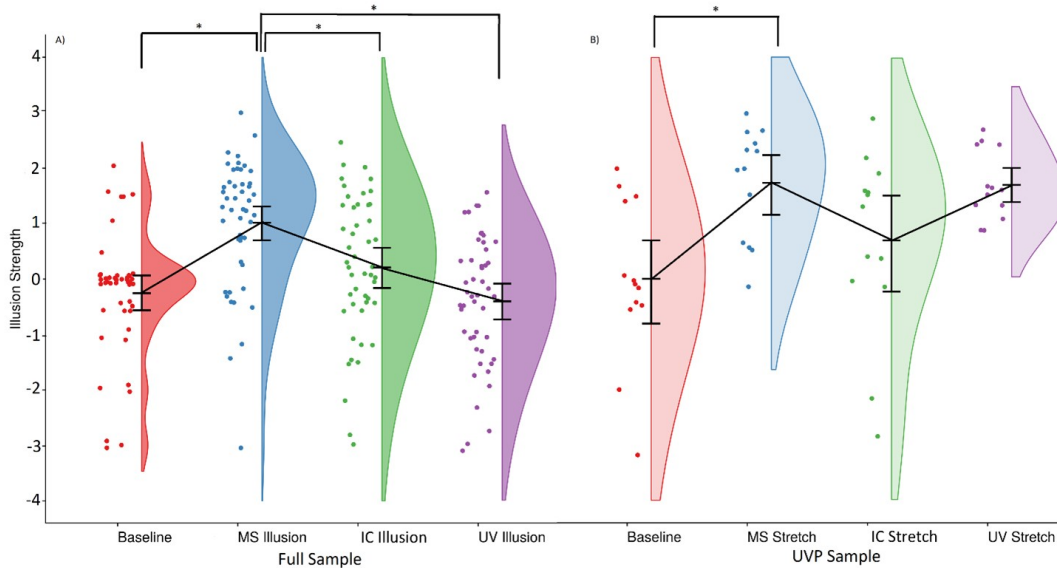 A)
B)
*
*
*
*
Illusion Strength
4
3
2
1
0
-1
-2
-3
-4
Baseline
MS Illusion
IC Illusion
UV Illusion
Baseline
MS Stretch
IC Stretch
UV Stretch
Full Sample
UVP Sample